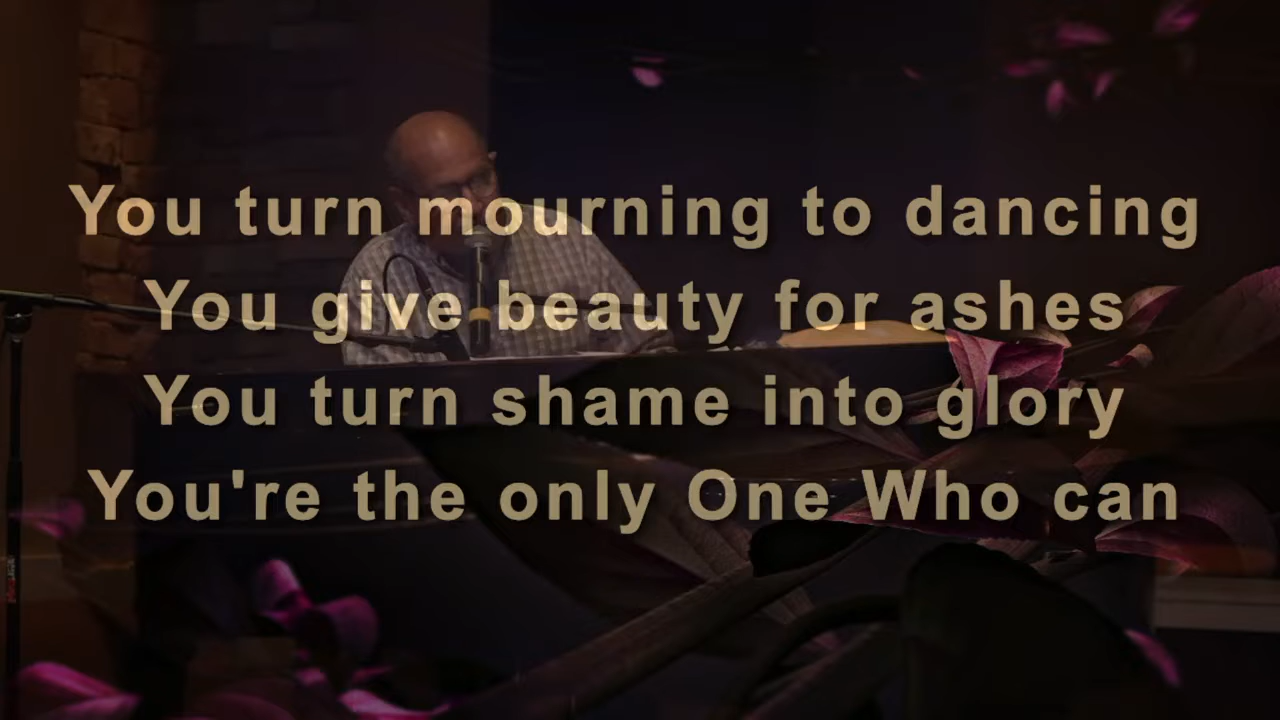 You turn mourning to dancing
You give beauty for ashes
You turn shame into glory
You're the only One Who can